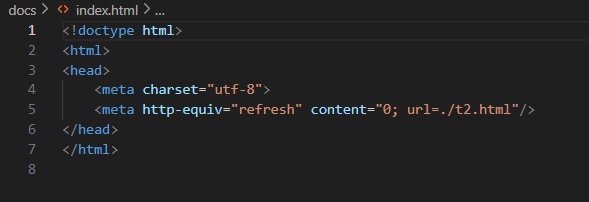 docs > <> index.html > ...
1 <!doctype html>
2 <html>
3 <head>
4     <meta charset="utf-8">
5     <meta http-equiv="refresh" content="0; url=./t2.html"/>
6 </head>
7 </html>
8